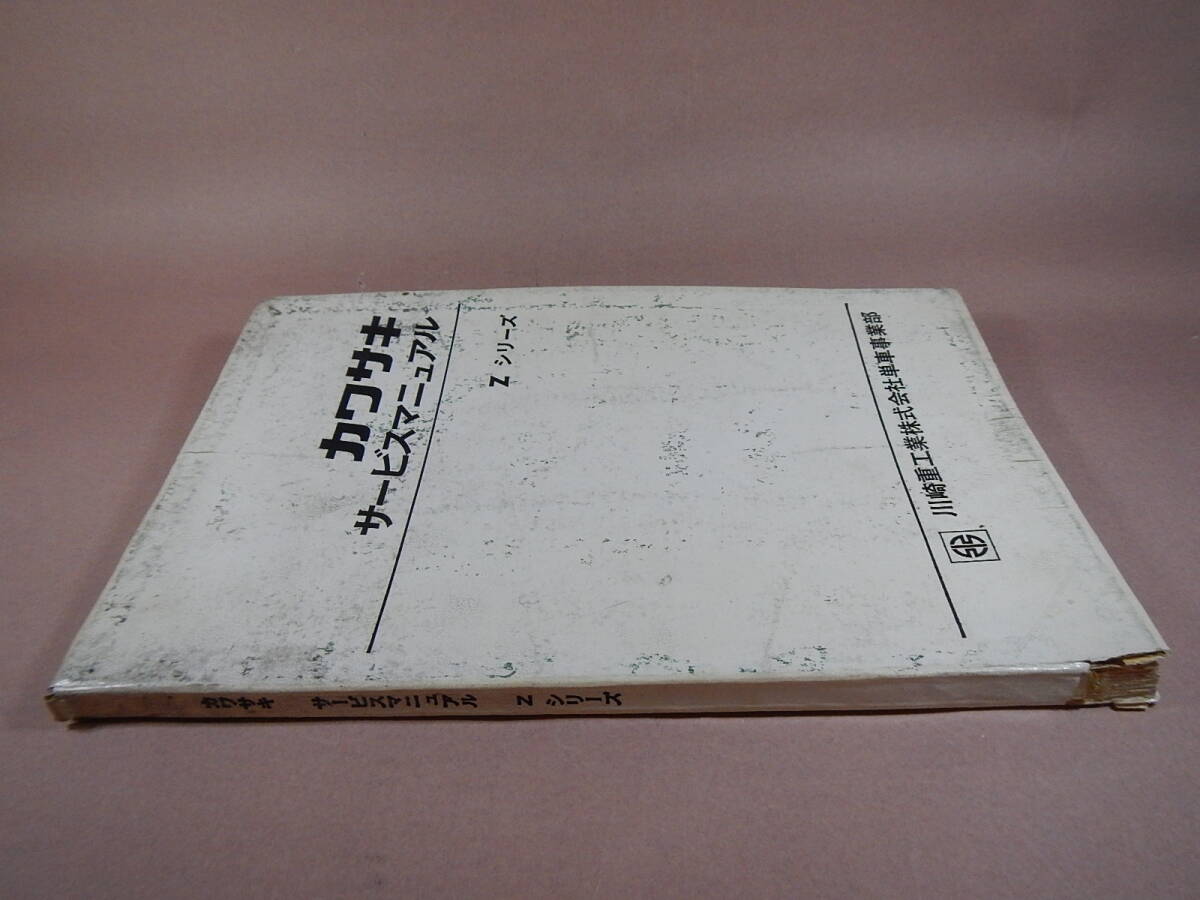 カワサキ
サービスマニュアル
Z シリーズ
川崎重工業株式会社単車事業部
カワサキ サービスマニュアル Z シリーズ